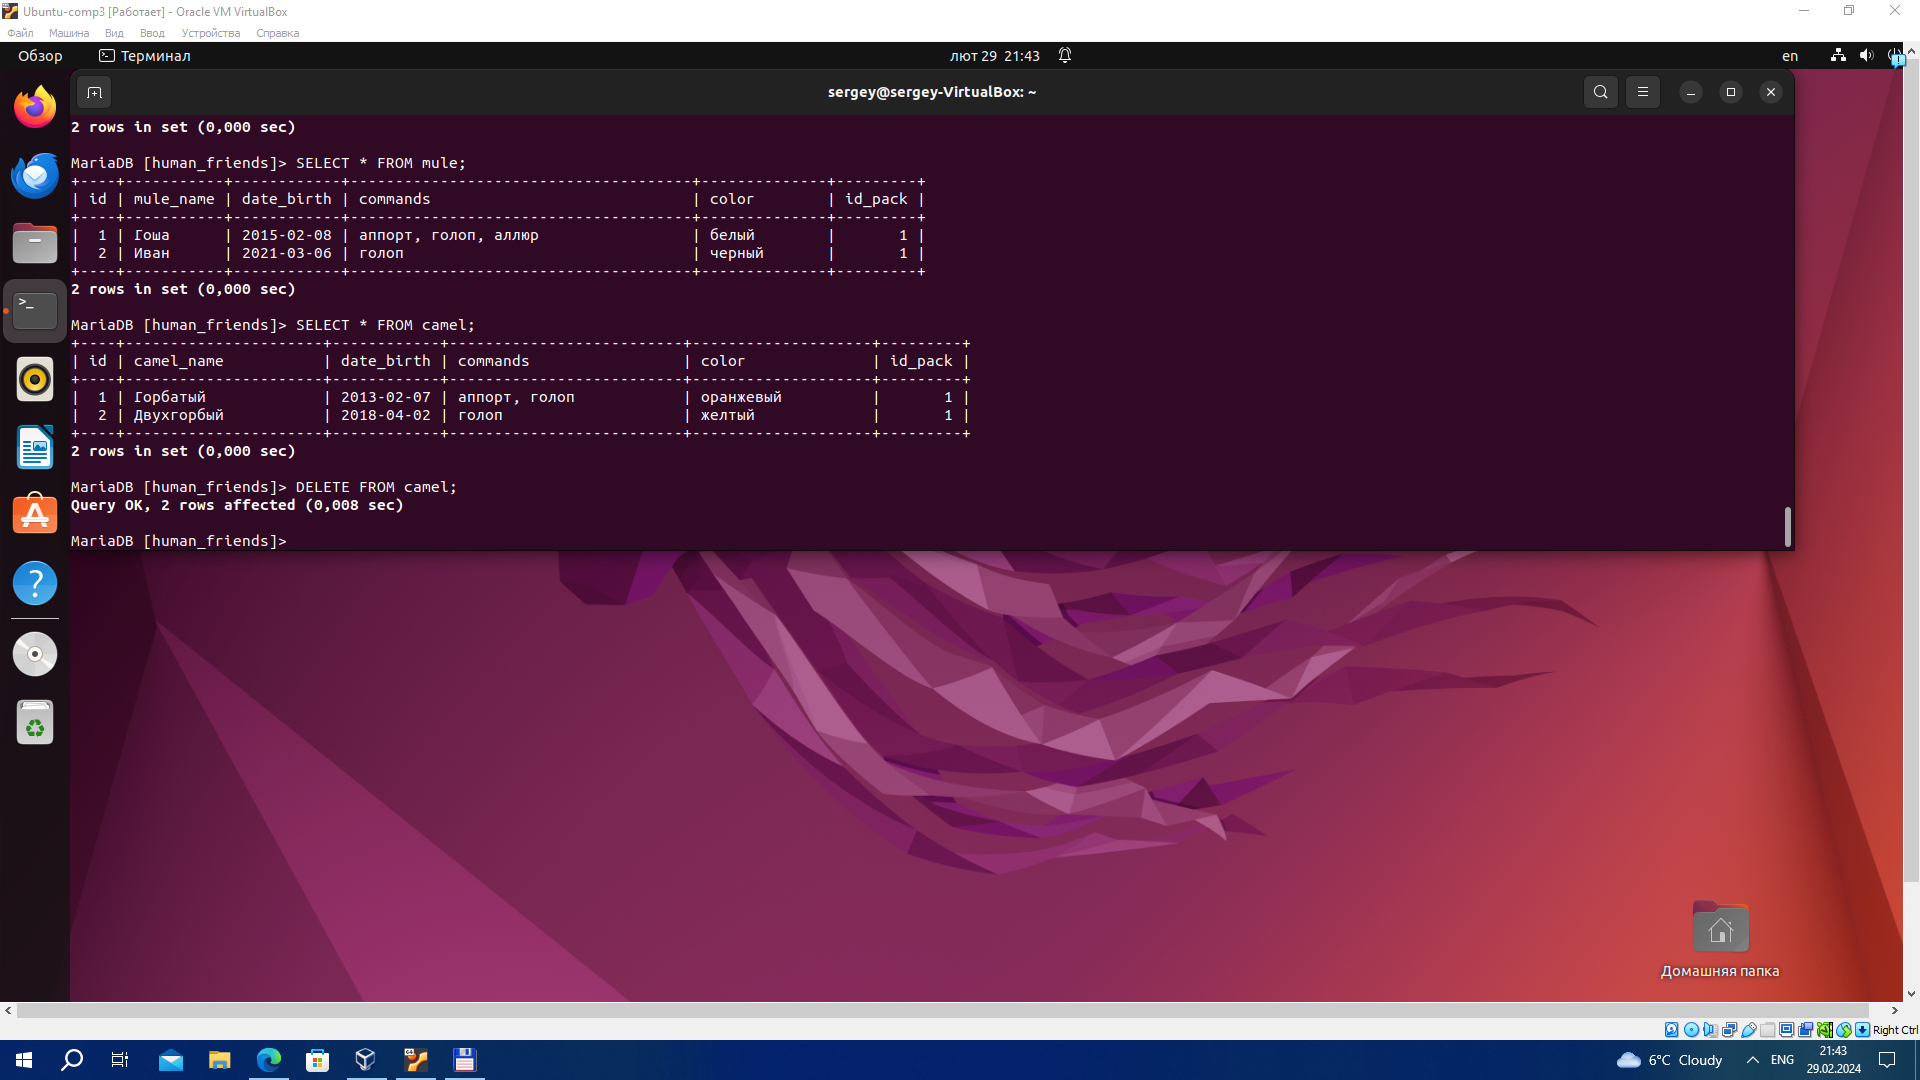 Ubuntu-comp3 [Работает] - Oracle VM VirtualBox
Файл Машина Вид Ввод Устройства Справка
Обзор Терминал лют 29 21:43 en
sergey@sergey-VirtualBox: ~
2 rows in set (0,000 sec)
MariaDB [human_friends]> SELECT * FROM mule;
+----+-----------+------------+--------------------------------------+--------------+---------+
| id | mule_name | date_birth | commands                             | color        | id_pack |
+----+-----------+------------+--------------------------------------+--------------+---------+
|  1 | Гоша      | 2015-02-08 | аппорт, голоп, аллюр                 | белый        |       1 |
|  2 | Иван      | 2021-03-06 | голоп                                | черный       |       1 |
+----+-----------+------------+--------------------------------------+--------------+---------+
2 rows in set (0,000 sec)
MariaDB [human_friends]> SELECT * FROM camel;
+----+----------------------+------------+--------------------------+--------------------+---------+
| id | camel_name           | date_birth | commands                 | color              | id_pack |
+----+----------------------+------------+--------------------------+--------------------+---------+
|  1 | Горбатый             | 2013-02-07 | аппорт, голоп            | оранжевый          |       1 |
|  2 | Двухгорбый           | 2018-04-02 | голоп                    | желтый             |       1 |
+----+----------------------+------------+--------------------------+--------------------+---------+
2 rows in set (0,000 sec)
MariaDB [human_friends]> DELETE FROM camel;
Query OK, 2 rows affected (0,008 sec)
MariaDB [human_friends]>
Домашняя папка
Right Ctrl
6°C Cloudy ENG 21:43
29.02.2024